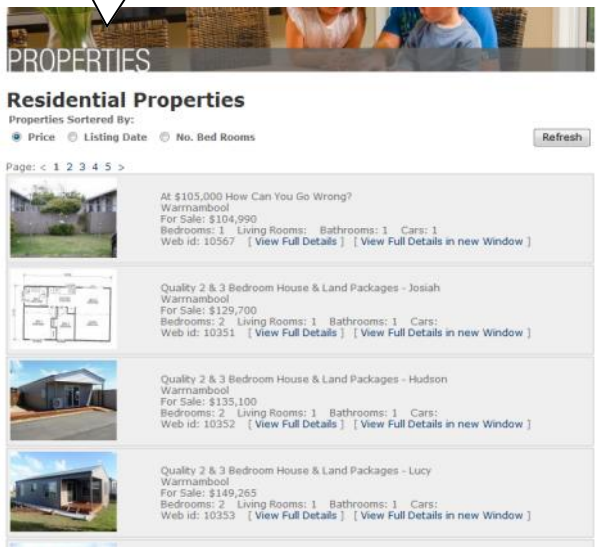 PROPERTIES
Residential Properties
Properties Sortered By:
Price Listing Date No. Bed Rooms Refresh
Page: < 1 2 3 4 5 >
At $105,000 How Can You Go Wrong?
Warrnambool
For Sale: $104,990
Bedrooms: 1 Living Rooms: Bathrooms: 1 Cars: 1
Web id: 10567 [ View Full Details ] [ View Full Details in new Window ]
Quality 2 & 3 Bedroom House & Land Packages - Josiah
Warrnambool
For Sale: $129,700
Bedrooms: 2 Living Rooms: 1 Bathrooms: 1 Cars:
Web id: 10351 [ View Full Details ] [ View Full Details in new Window ]
Quality 2 & 3 Bedroom House & Land Packages - Hudson
Warrnambool
For Sale: $135,100
Bedrooms: 2 Living Rooms: 1 Bathrooms: 1 Cars:
Web id: 10352 [ View Full Details ] [ View Full Details in new Window ]
Quality 2 & 3 Bedroom House & Land Packages - Lucy
Warrnambool
For Sale: $149,265
Bedrooms: 2 Living Rooms: 1 Bathrooms: 1 Cars:
Web id: 10353 [ View Full Details ] [ View Full Details in new Window ]